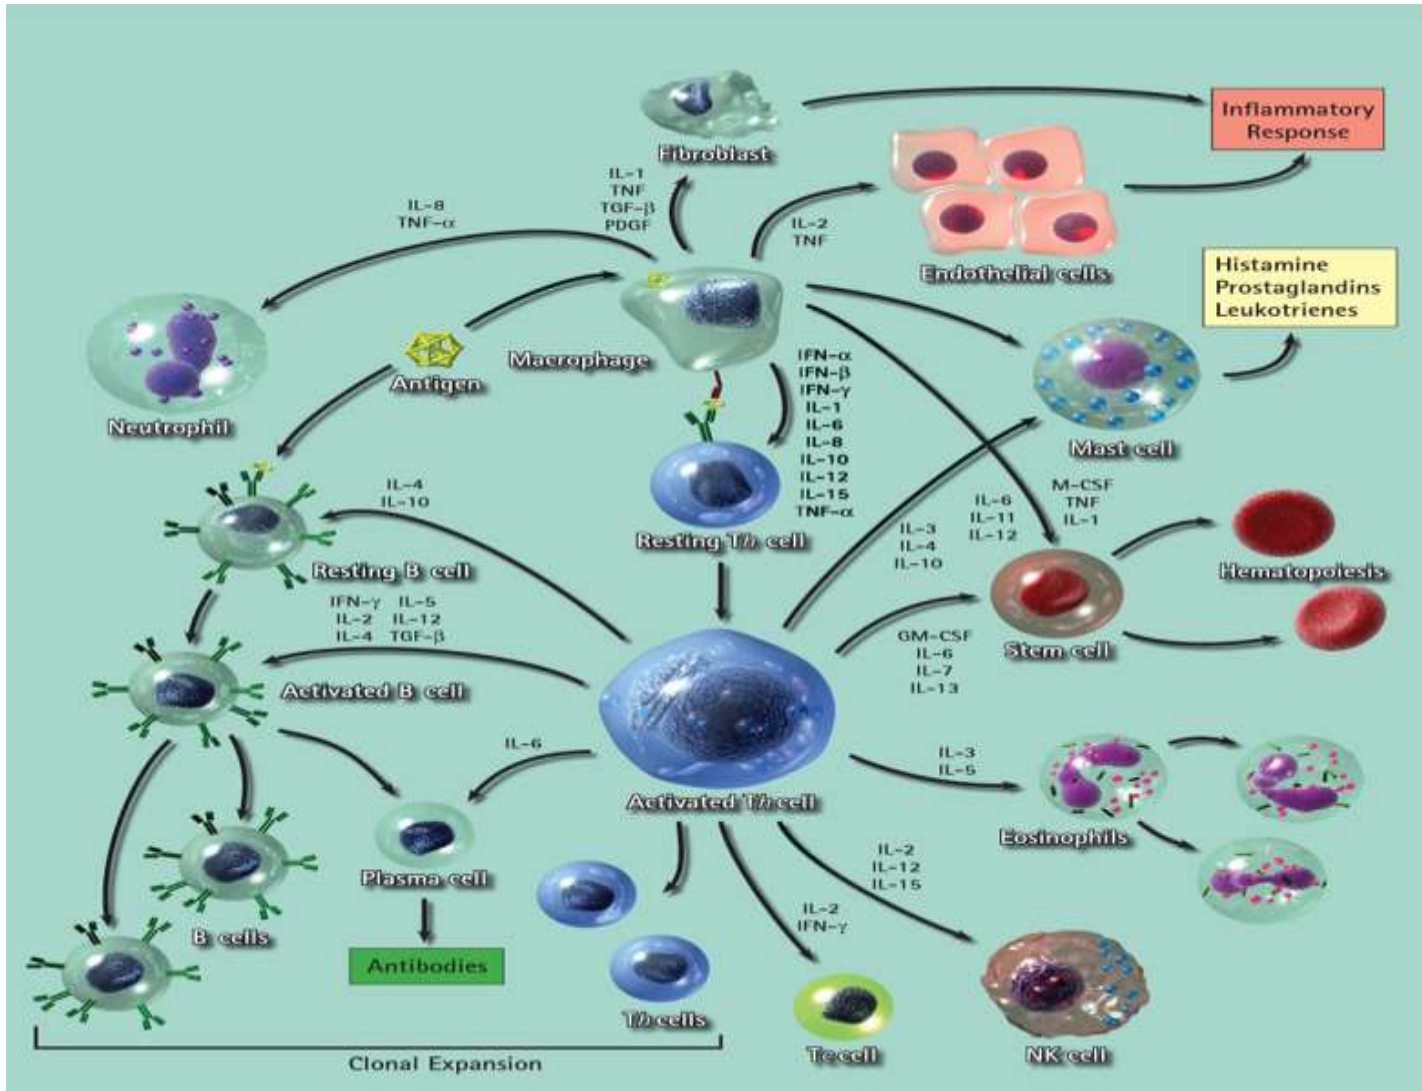 Inflammatory
Response
Fibroblast
IL-1
TNF
TGF-β
PDGF
IL-8
TNF-α
IL-2
TNF
Endothelial cells
Histamine
Prostaglandins
Leukotrienes
Macrophage
Antigen
Neutrophil
IFN-α
IFN-β
IFN-γ
IL-1
IL-6
IL-8
IL-10
IL-12
IL-15
TNF-α
Mast cell
IL-4
IL-10
Resting Th cell
M-CSF
TNF
IL-1
IL-6
IL-11
IL-12
IL-3
IL-4
IL-10
Hematopoiesis
Resting B cell
IFN-γ IL-5
IL-2 IL-12
IL-4 TGF-β
GM-CSF
IL-6
IL-7
IL-13
Stem cell
Activated B cell
IL-6
Activated Th cell
IL-3
IL-5
Eosinophils
Plasma cell
IL-2
IL-12
IL-15
IL-2
IFN-γ
B cells
Antibodies
Th cells
Tc cell
NK cell
Clonal Expansion